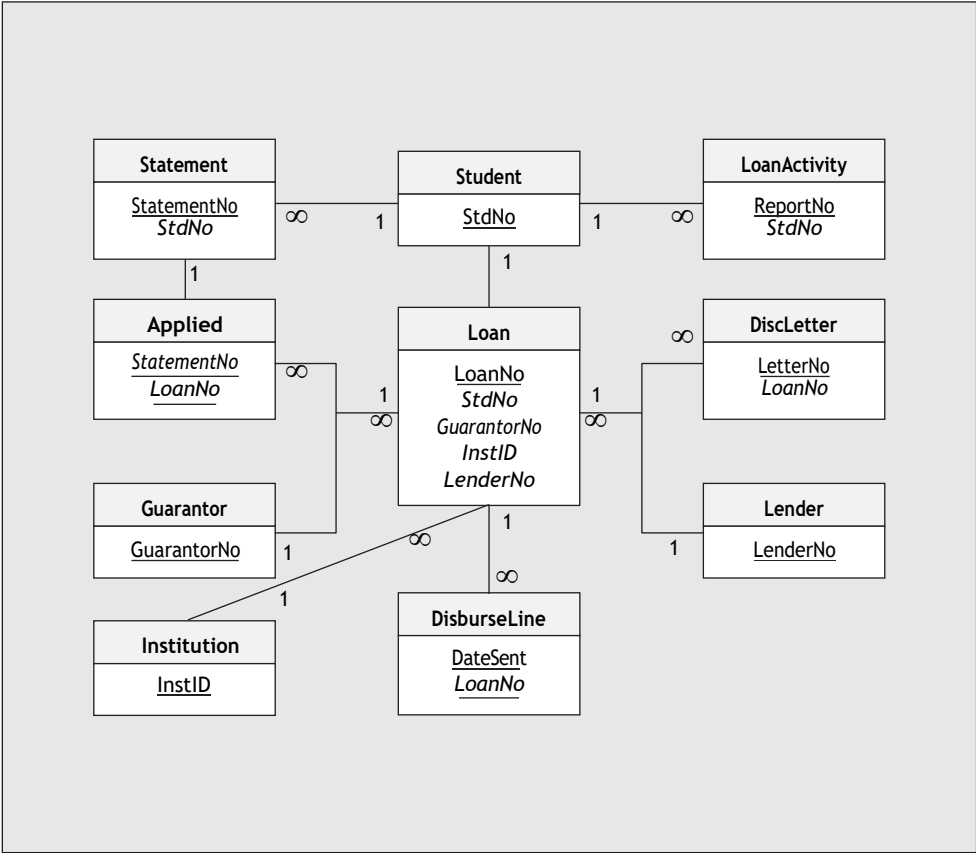 Statement
StatementNo
StdNo
∞
1
Student
StdNo
1
∞
LoanActivity
ReportNo
StdNo
1
1
Applied
StatementNo
LoanNo
∞
1
∞
Loan
LoanNo
StdNo
GuarantorNo
InstID
LenderNo
1
∞
∞
DiscLetter
LetterNo
LoanNo
Guarantor
GuarantorNo
1
∞
1
1
Lender
LenderNo
1
∞
Institution
InstID
DisburseLine
DateSent
LoanNo